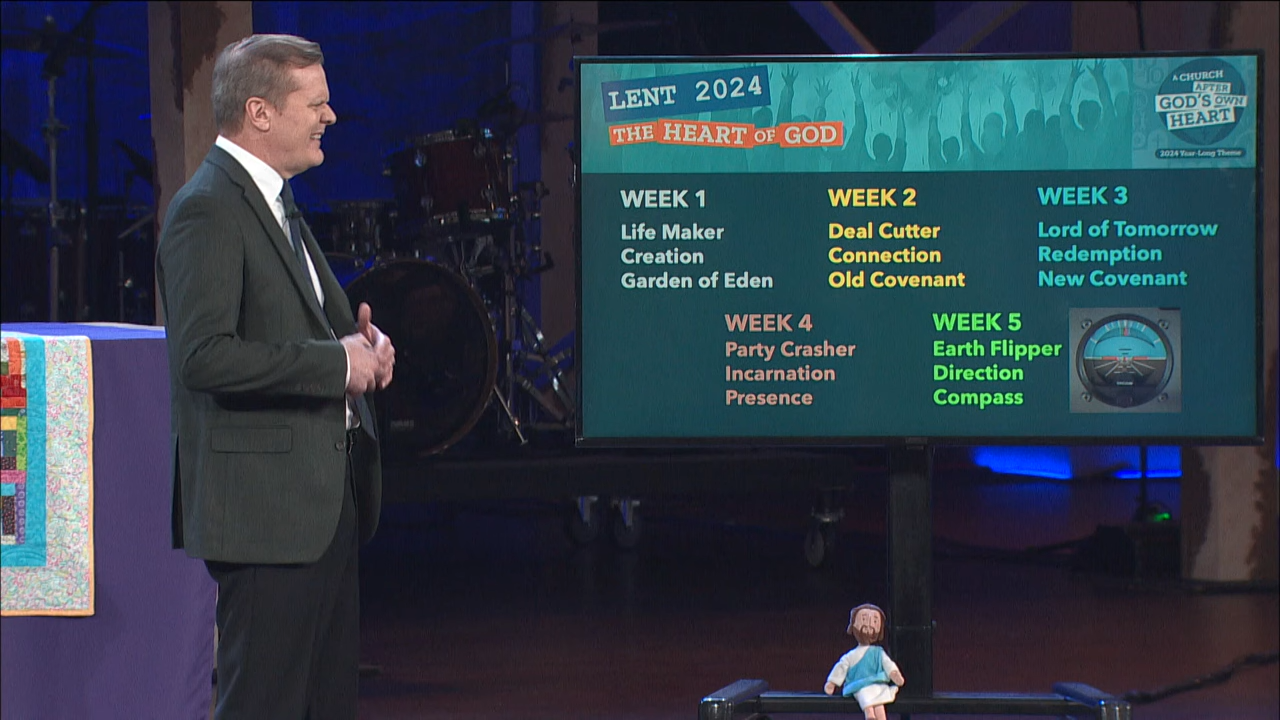 LENT 2024
THE HEART OF GOD
A CHURCH
AFTER
GOD'S OWN
HEART
2024 Year-Long Theme
WEEK 1
Life Maker
Creation
Garden of Eden
WEEK 2
Deal Cutter
Connection
Old Covenant
WEEK 3
Lord of Tomorrow
Redemption
New Covenant
WEEK 4
Party Crasher
Incarnation
Presence
WEEK 5
Earth Flipper
Direction
Compass